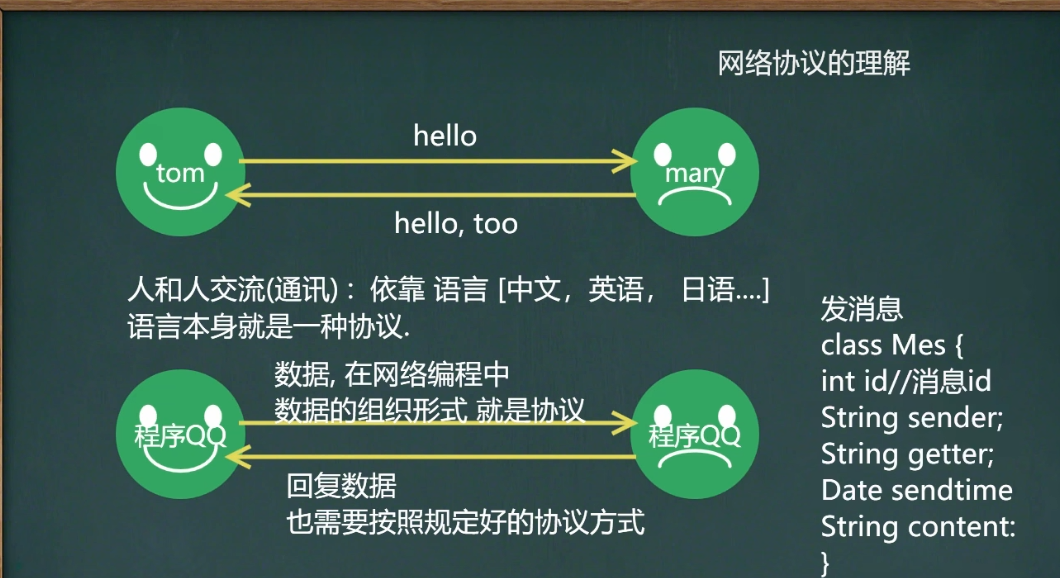 网络协议的理解
hello
tom
mary
hello, too
人和人交流(通讯)：依靠 语言 [中文，英语， 日语....]
语言本身就是一种协议.
数据, 在网络编程中
数据的组织形式 就是协议
程序QQ
程序QQ
回复数据
也需要按照规定好的协议方式
发消息
class Mes {
int id//消息id
String sender;
String getter;
Date sendtime
String content:
}